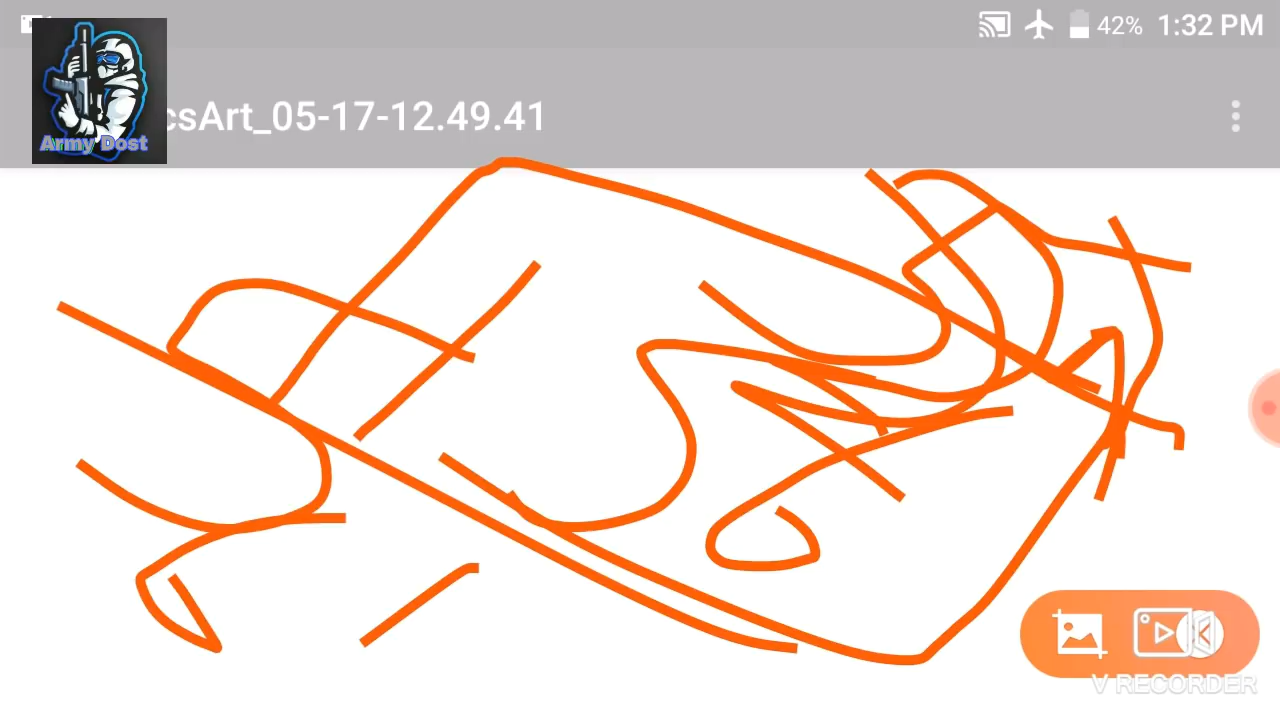 42% 1:32 PM
csArt_05-17-12.49.41
Army Dost
V RECORDER